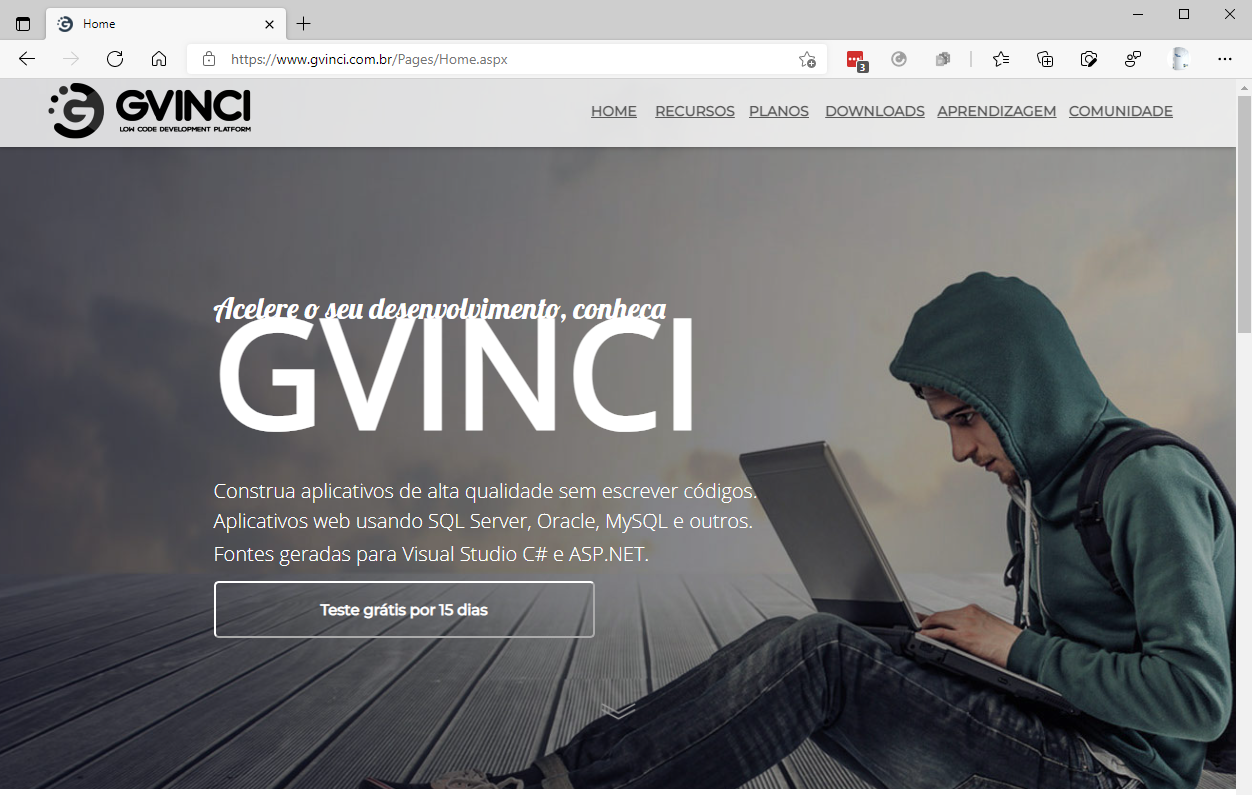 Home
https://www.gvinci.com.br/Pages/Home.aspx
3
GVINCI
LOW CODE DEVELOPMENT PLATFORM
HOME RECURSOS PLANOS DOWNLOADS APRENDIZAGEM COMUNIDADE
Acelere o seu desenvolvimento, conheça
GVINCI
Construa aplicativos de alta qualidade sem escrever códigos.
Aplicativos web usando SQL Server, Oracle, MySQL e outros.
Fontes geradas para Visual Studio C# e ASP.NET.
Teste grátis por 15 dias